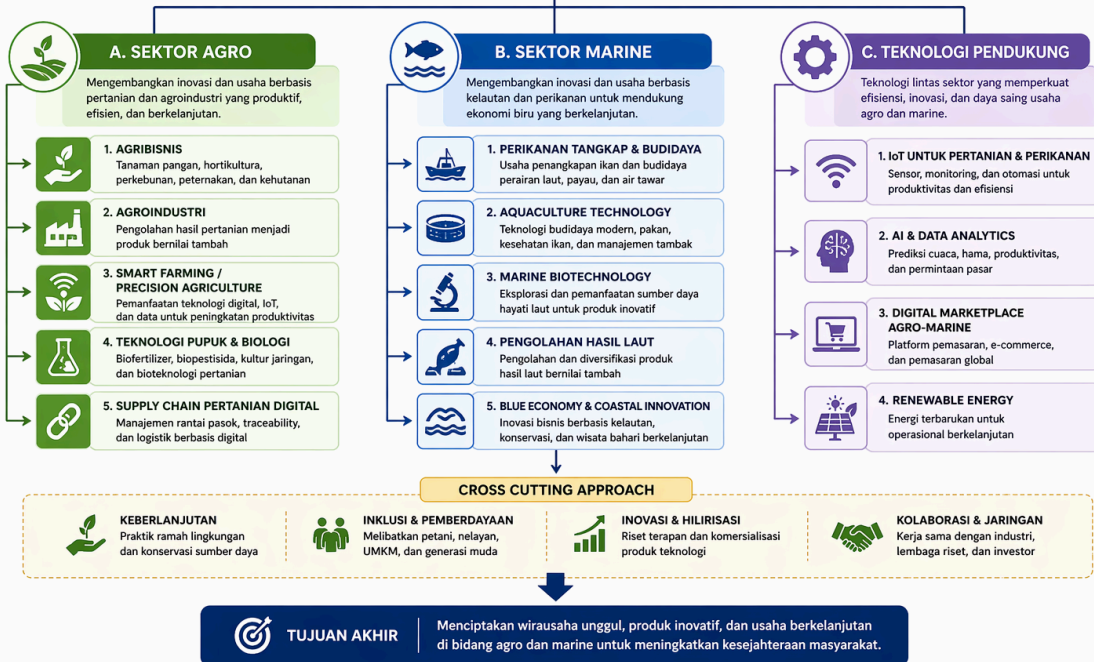 A. SEKTOR AGRO
Mengembangkan inovasi dan usaha berbasis
pertanian dan agroindustri yang produktif,
efisien, dan berkelanjutan.
1. AGRIBISNIS
Tanaman pangan, hortikultura,
perkebunan, peternakan, dan kehutanan
2. AGROINDUSTRI
Pengolahan hasil pertanian menjadi
produk bernilai tambah
3. SMART FARMING /
PRECISION AGRICULTURE
Pemanfaatan teknologi digital, IoT,
dan data untuk peningkatan produktivitas
4. TEKNOLOGI PUPUK & BIOLOGI
Biofertilizer, biopestisida, kultur jaringan,
dan bioteknologi pertanian
5. SUPPLY CHAIN PERTANIAN DIGITAL
Manajemen rantai pasok, traceability,
dan logistik berbasis digital
B. SEKTOR MARINE
Mengembangkan inovasi dan usaha berbasis
kelautan dan perikanan untuk mendukung
ekonomi biru yang berkelanjutan.
1. PERIKANAN TANGKAP & BUDIDAYA
Usaha penangkapan ikan dan budidaya
perairan laut, payau, dan air tawar
2. AQUACULTURE TECHNOLOGY
Teknologi budidaya modern, pakan,
kesehatan ikan, dan manajemen tambak
3. MARINE BIOTECHNOLOGY
Eksplorasi dan pemanfaatan sumber daya
hayati laut untuk produk inovatif
4. PENGOLAHAN HASIL LAUT
Pengolahan dan diversifikasi produk
hasil laut bernilai tambah
5. BLUE ECONOMY & COASTAL INNOVATION
Inovasi bisnis berbasis kelautan,
konservasi, dan wisata bahari berkelanjutan
C. TEKNOLOGI PENDUKUNG
Teknologi lintas sektor yang memperkuat
efisiensi, inovasi, dan daya saing usaha
agro dan marine.
1. IoT UNTUK PERTANIAN & PERIKANAN
Sensor, monitoring, dan otomasi untuk
produktivitas dan efisiensi
2. AI & DATA ANALYTICS
Prediksi cuaca, hama, produktivitas,
dan permintaan pasar
3. DIGITAL MARKETPLACE
AGRO-MARINE
Platform pemasaran, e-commerce,
dan pemasaran global
4. RENEWABLE ENERGY
Energi terbarukan untuk
operasional berkelanjutan
CROSS CUTTING APPROACH
KEBERLANJUTAN
Praktik ramah lingkungan
dan konservasi sumber daya
INKLUSI & PEMBERDAYAAN
Melibatkan petani, nelayan,
UMKM, dan generasi muda
INOVASI & HILIRISASI
Riset terapan dan komersialisasi
produk teknologi
KOLABORASI & JARINGAN
Kerja sama dengan industri,
lembaga riset, dan investor
TUJUAN AKHIR
Menciptakan wirausaha unggul, produk inovatif, dan usaha berkelanjutan
di bidang agro dan marine untuk meningkatkan kesejahteraan masyarakat.